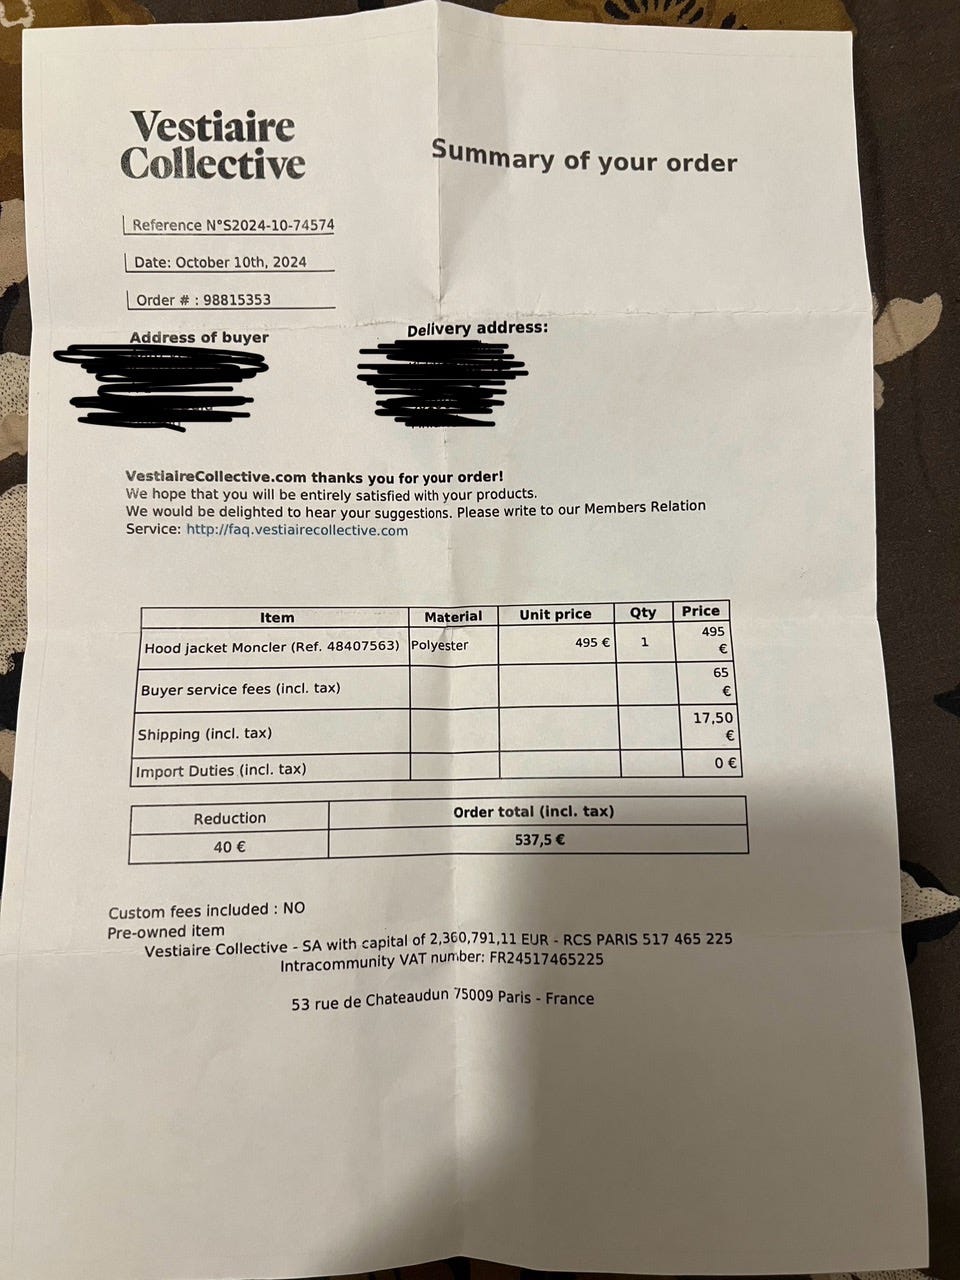 Vestiaire
Collective
Summary of your order
Reference N°S2024-10-74574
Date: October 10th, 2024
Order # : 98815353
Address of buyer
Delivery address:
VestiaireCollective.com thanks you for your order!
We hope that you will be entirely satisfied with your products.
We would be delighted to hear your suggestions. Please write to our Members Relation
Service: http://faq.vestiairecollective.com
Item Material Unit price Qty Price
Hood jacket Moncler (Ref. 48407563) Polyester 495 € 1 495 €
Buyer service fees (incl. tax) 65 €
Shipping (incl. tax) 17,50 €
Import Duties (incl. tax) 0 €
Reduction Order total (incl. tax)
40 € 537,5 €
Custom fees included : NO
Pre-owned item
Vestiaire Collective - SA with capital of 2,360,791,11 EUR - RCS PARIS 517 465 225
Intracommunity VAT number: FR24517465225
53 rue de Chateaudun 75009 Paris - France